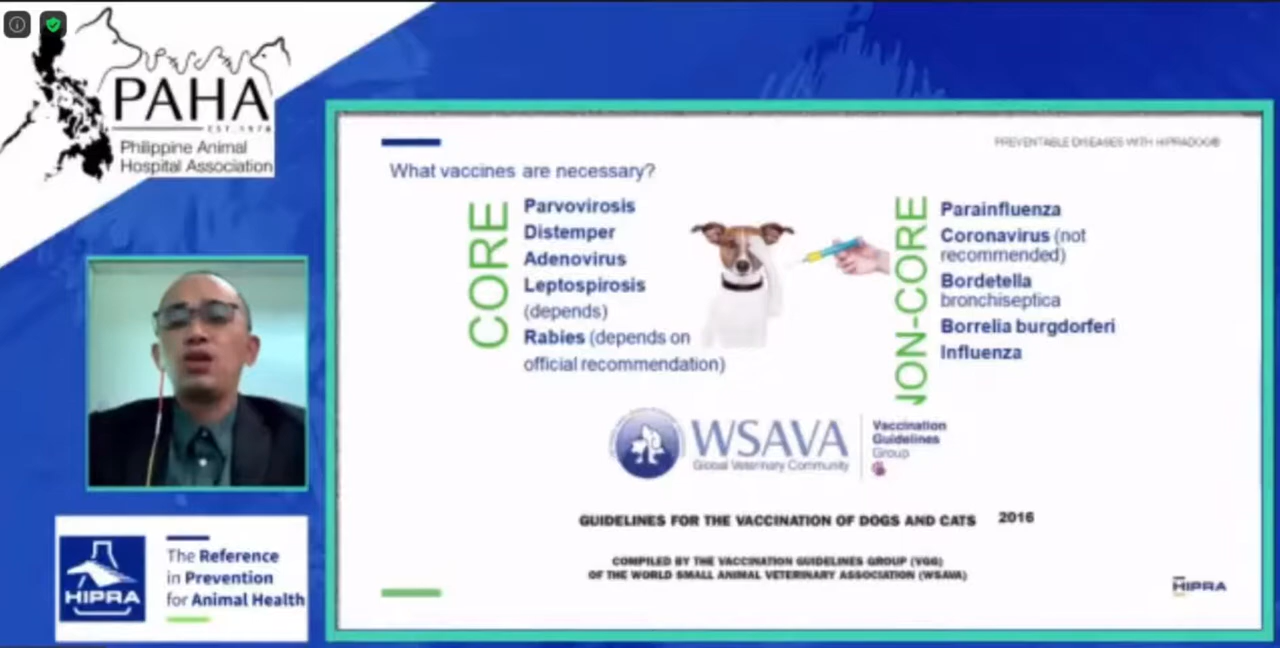 PAHA
EST. 1978
Philippine Animal
Hospital Association
PREVENTABLE DISEASES WITH HIPRADOG®
What vaccines are necessary?
CORE
Parvovirosis
Distemper
Adenovirus
Leptospirosis
(depends)
Rabies (depends on
official recommendation)
NON-CORE
Parainfluenza
Coronavirus (not
recommended)
Bordetella
bronchiseptica
Borrelia burgdorferi
Influenza
WSAVA
Global Veterinary Community
Vaccination
Guidelines
Group
GUIDELINES FOR THE VACCINATION OF DOGS AND CATS 2016
COMPILED BY THE VACCINATION GUIDELINES GROUP (VGG)
OF THE WORLD SMALL ANIMAL VETERINARY ASSOCIATION (WSAVA)
HIPRA
HIPRA
The Reference
in Prevention
for Animal Health